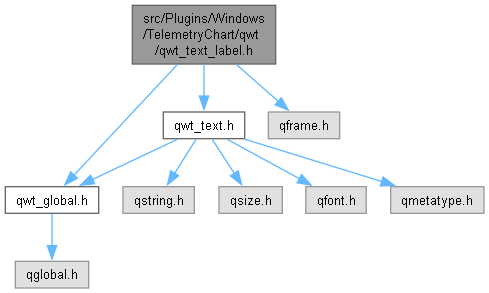 src/Plugins/Windows
/TelemetryChart/qwt
/qwt_text_label.h
qwt_text.h
qframe.h
qwt_global.h
qstring.h
qsize.h
qfont.h
qmetatype.h
qglobal.h